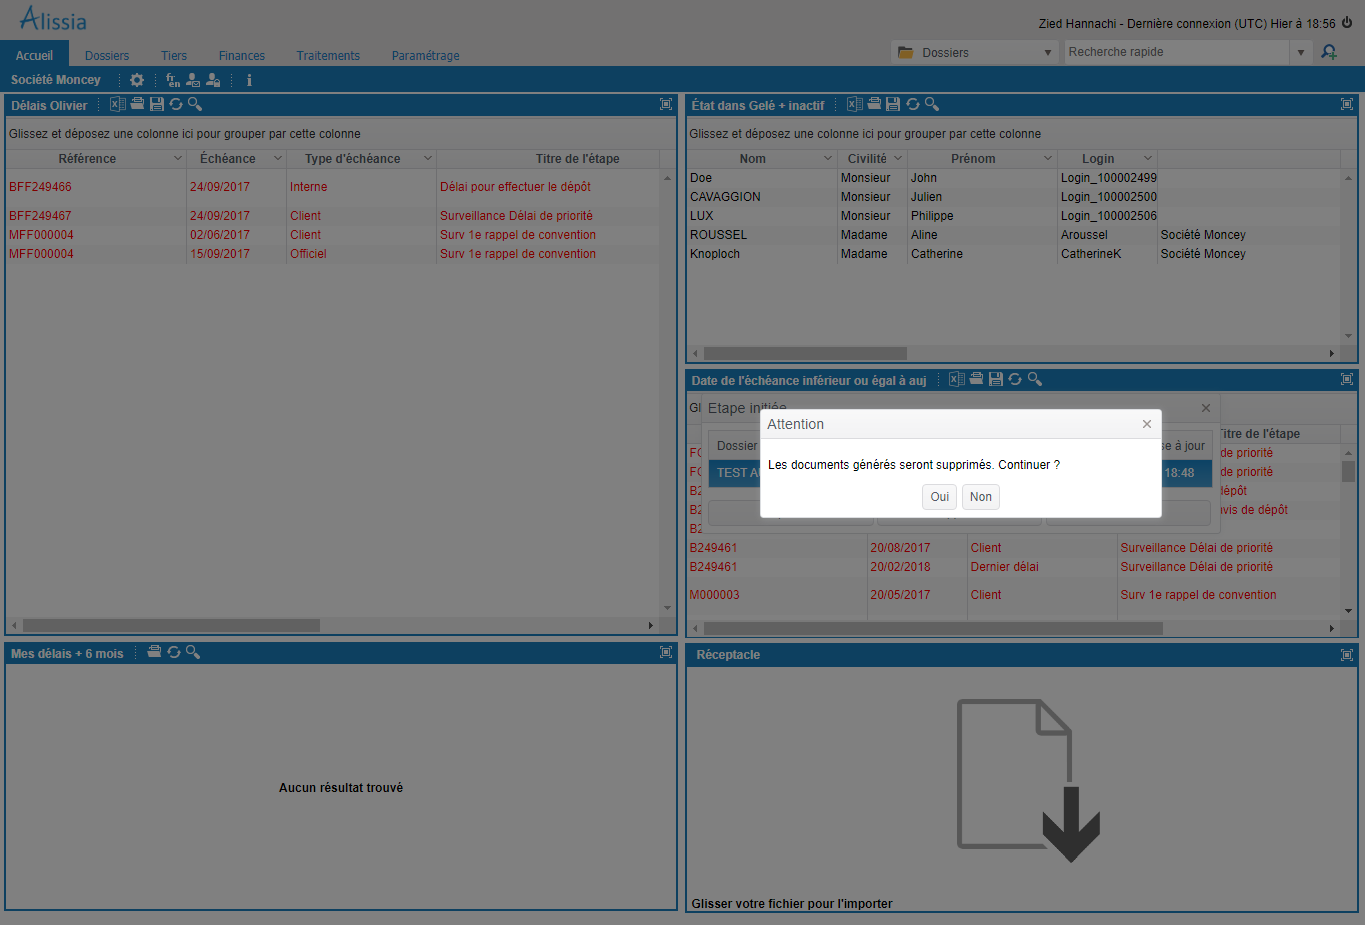 Alissia
Zied Hannachi - Dernière connexion (UTC) Hier à 18:56
Accueil Dossiers Tiers Finances Traitements Paramétrage
Dossiers Recherche rapide
Société Moncey fr en i
Délais Olivier
Glissez et déposez une colonne ici pour grouper par cette colonne
Référence Échéance Type d'échéance Titre de l'étape
BFF249466 24/09/2017 Interne Délai pour effectuer le dépôt
BFF249467 24/09/2017 Client Surveillance Délai de priorité
MFF000004 02/06/2017 Client Surv 1e rappel de convention
MFF000004 15/09/2017 Officiel Surv 1e rappel de convention
État dans Gelé + inactif
Glissez et déposez une colonne ici pour grouper par cette colonne
Nom Civilité Prénom Login
Doe Monsieur John Login_100002499
CAVAGGION Monsieur Julien Login_100002500
LUX Monsieur Philippe Login_100002506
ROUSSEL Madame Aline Aroussel Société Moncey
Knoploch Madame Catherine CatherineK Société Moncey
Date de l'échéance inférieur ou égal à auj
Gl
Etape initiée
Attention
Les documents générés seront supprimés. Continuer ?
Oui Non
Dossier se à jour
TEST 18:48
Titre de l'étape
FC de priorité
FC de priorité
B2 dépôt
B2 vis de dépôt
B2
B249461 20/08/2017 Client Surveillance Délai de priorité
B249461 20/02/2018 Dernier délai Surveillance Délai de priorité
M000003 20/05/2017 Client Surv 1e rappel de convention
Mes délais + 6 mois
Aucun résultat trouvé
Réceptacle
Glisser votre fichier pour l'importer